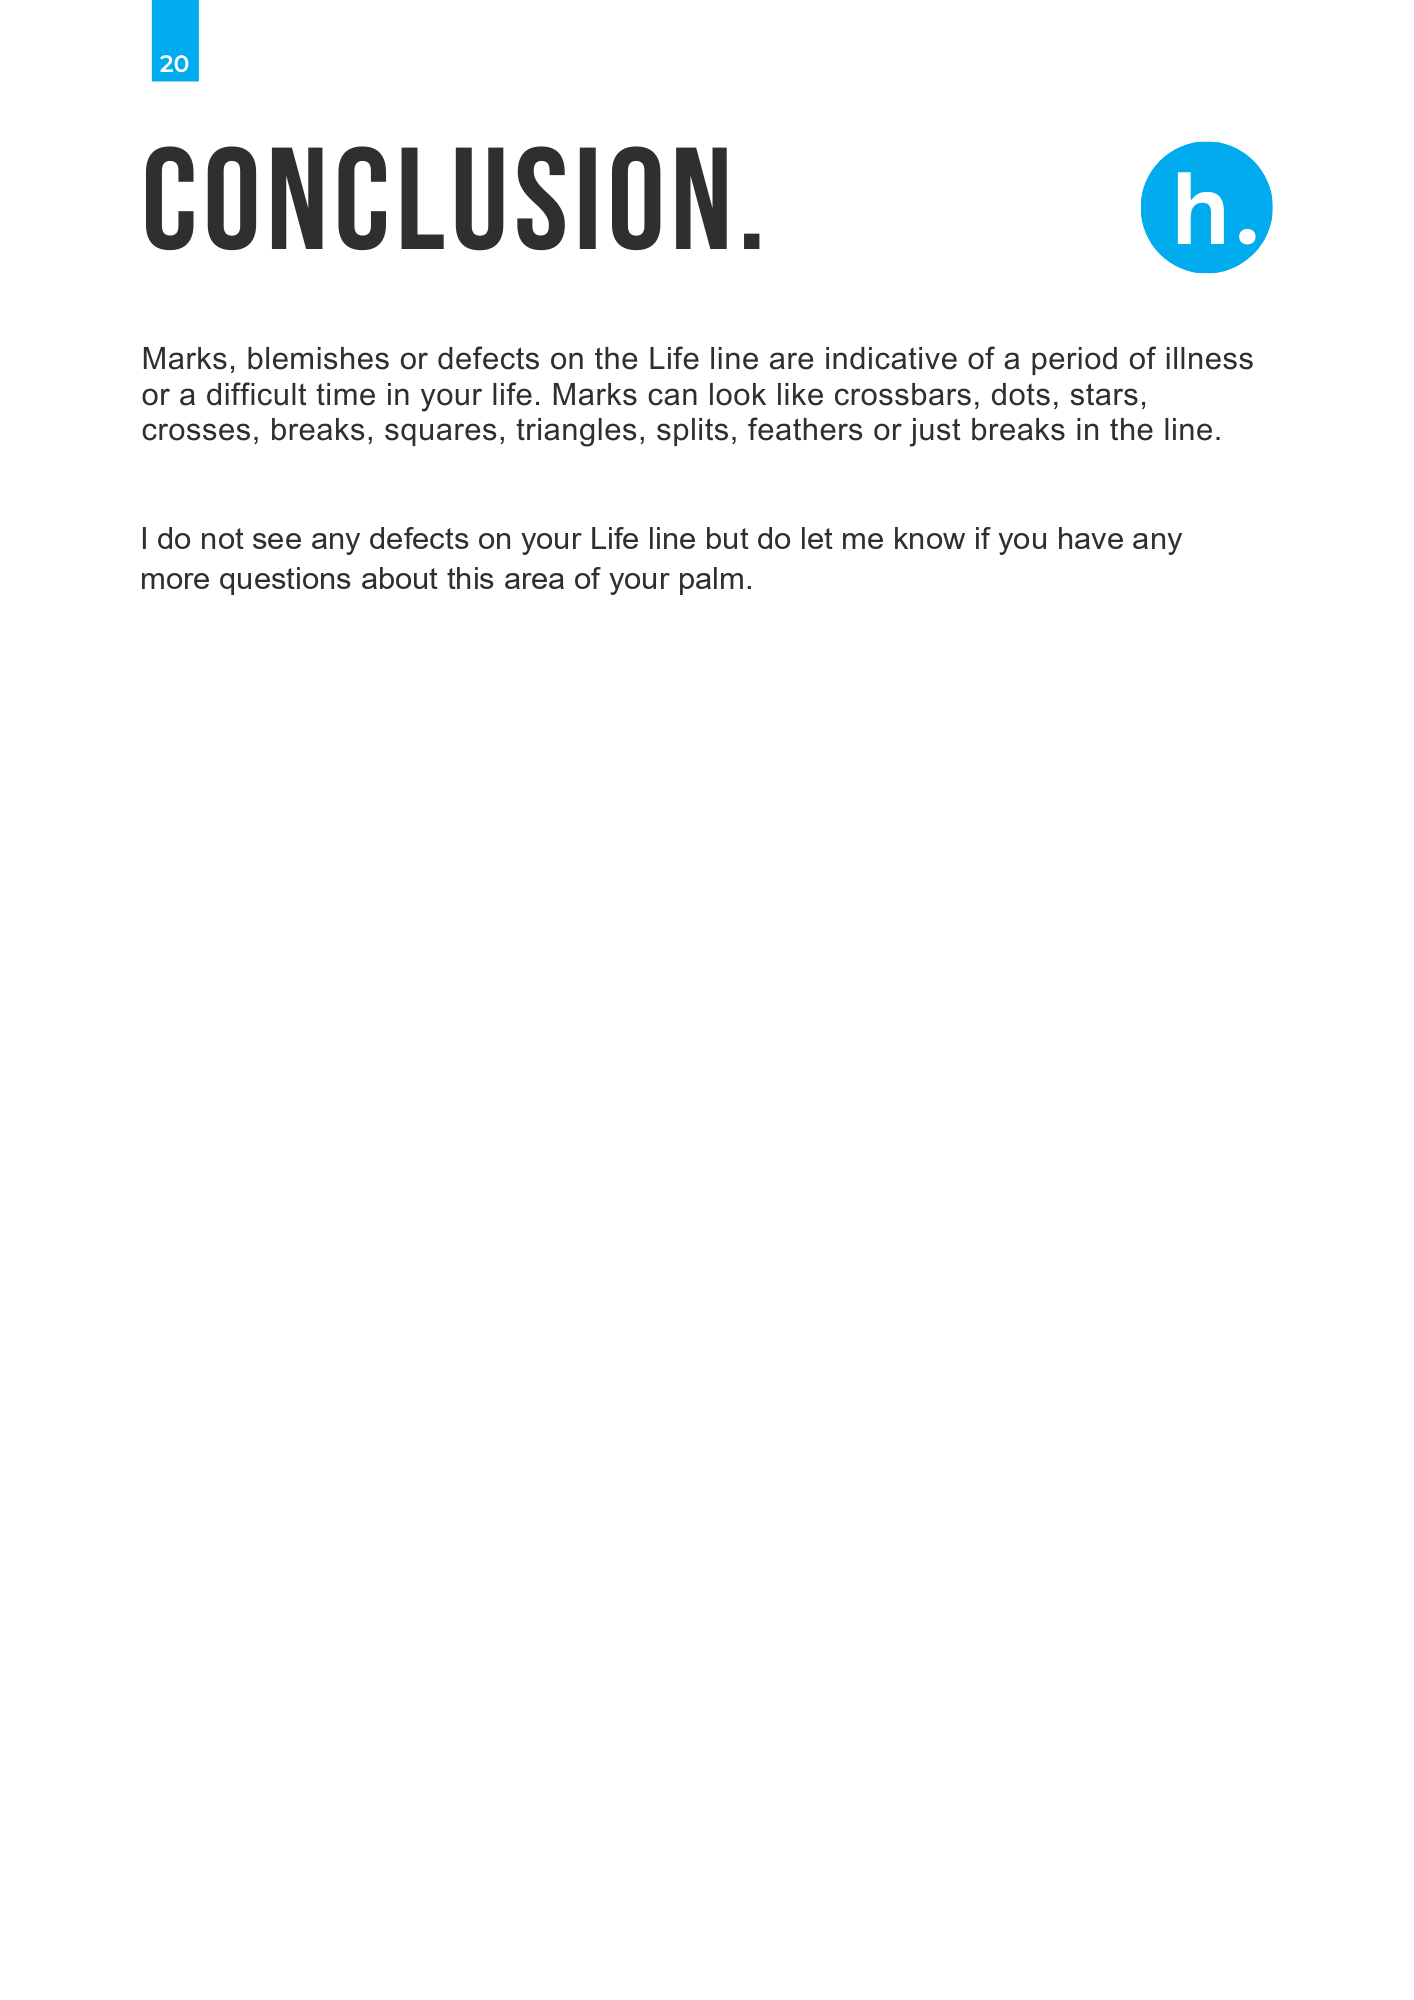 20
CONCLUSION.
h.
Marks, blemishes or defects on the Life line are indicative of a period of illness
or a difficult time in your life. Marks can look like crossbars, dots, stars,
crosses, breaks, squares, triangles, splits, feathers or just breaks in the line.
I do not see any defects on your Life line but do let me know if you have any
more questions about this area of your palm.